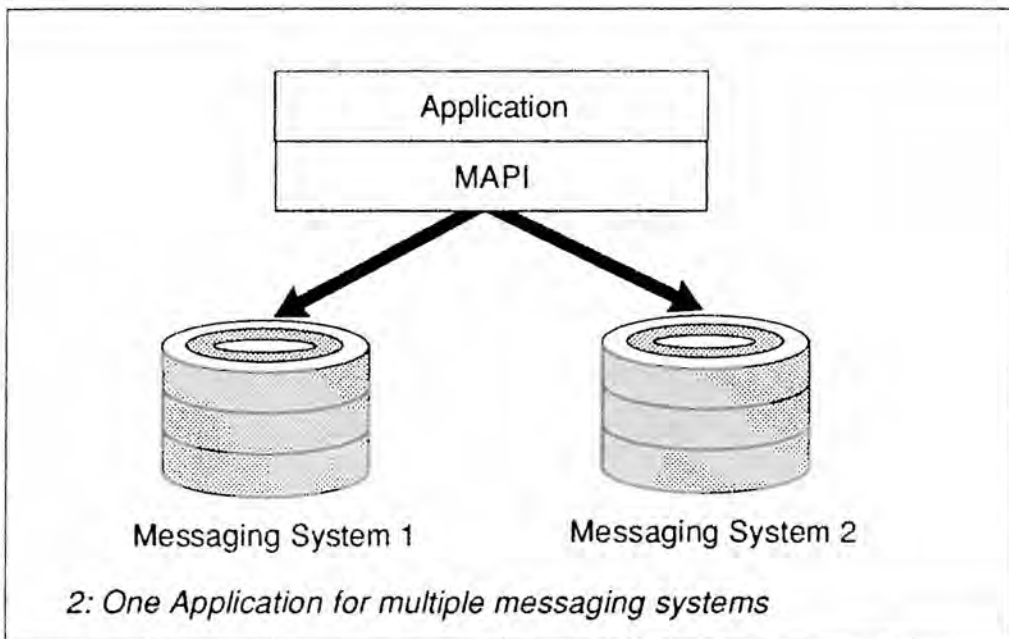 Application
MAPI
Messaging System 1
Messaging System 2
2: One Application for multiple messaging systems